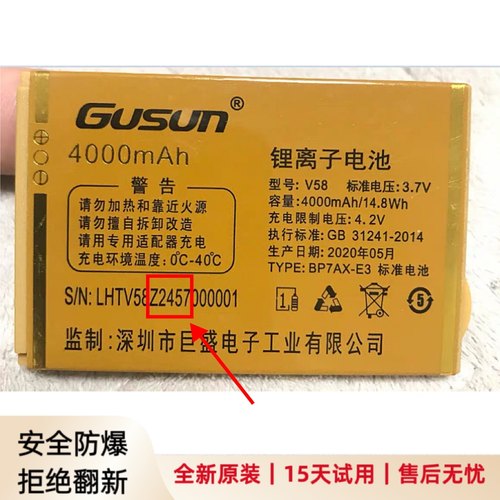 GUSUN®
4000mAh
警告
请勿加热和靠近火源
请勿擅自拆卸改造
请用专用适配器充电
充电环境温度: 0°C-40°C
锂离子电池
型号: V58 标准电压: 3.7V
容量: 4000mAh/14.8Wh
充电限制电压: 4.2V
执行标准: GB 31241-2014
生产日期: 2020年05月
TYPE: BP7AX-E3 合格
S/N: LHTV58Z2457000001
监制: 深圳市巨盛电子工业有限公司
安全防爆
拒绝翻新
全新原装 | 15天试用 | 售后无忧